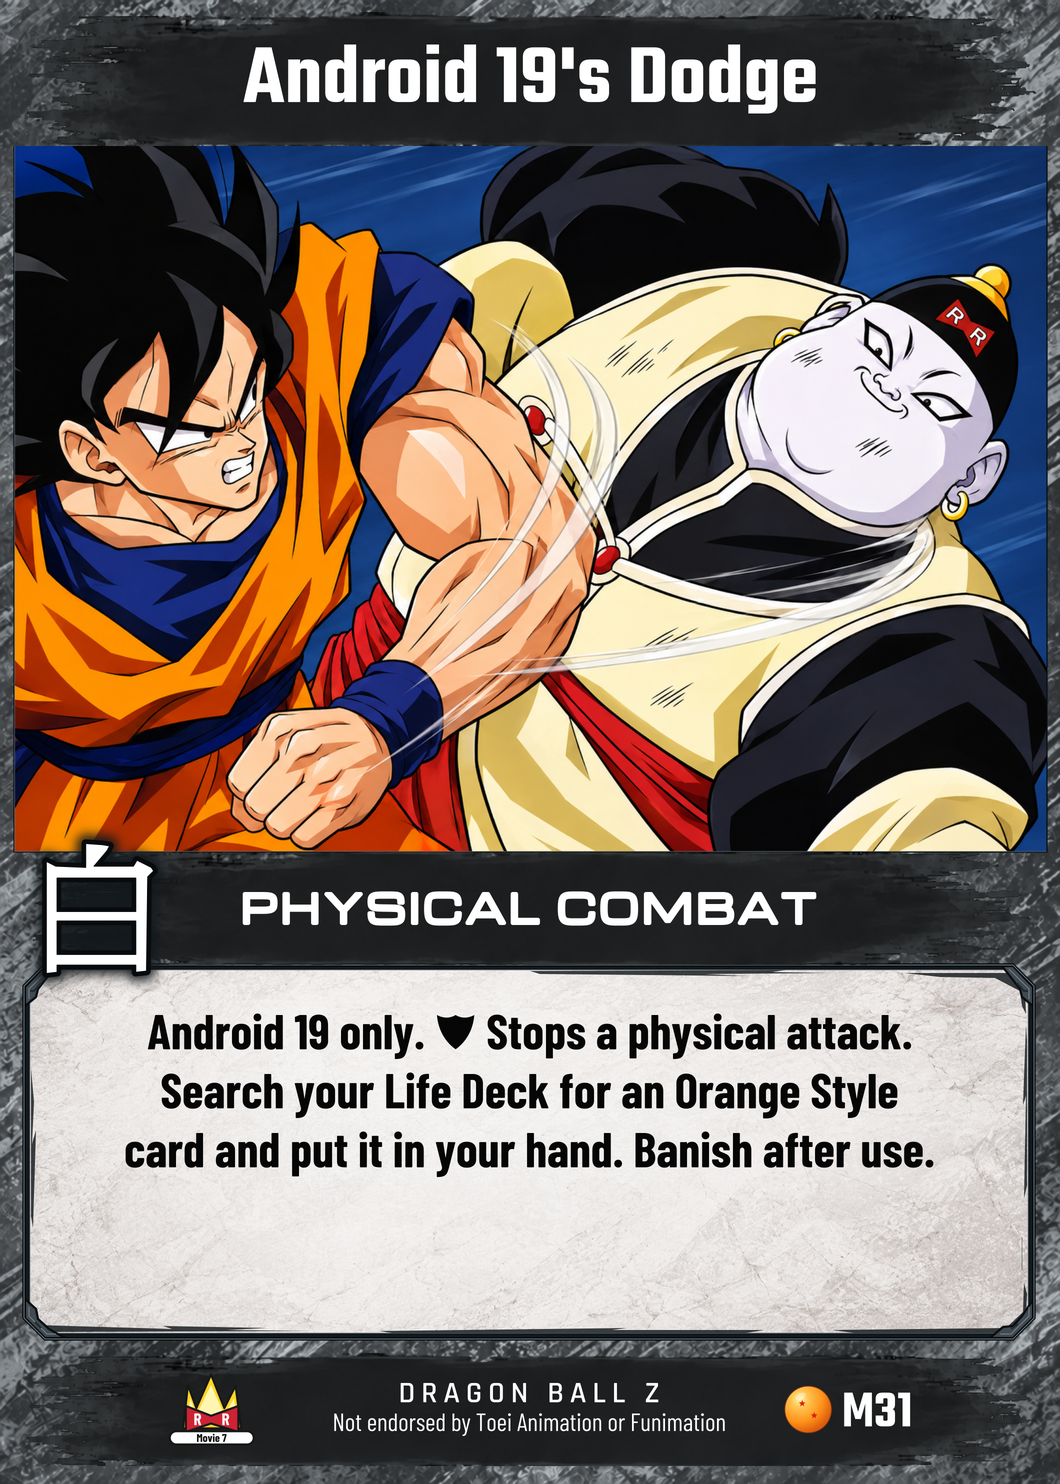 Android 19's Dodge
R R
白
PHYSICAL COMBAT
Android 19 only. Stops a physical attack.
Search your Life Deck for an Orange Style
card and put it in your hand. Banish after use.
R R
Movie 7
DRAGON BALL Z
Not endorsed by Toei Animation or Funimation
M31